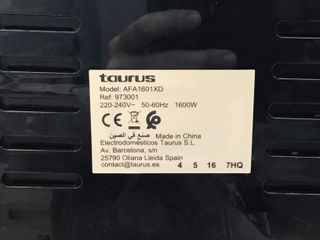 taurus
Model: AFA1601XD
Ref: 973001
220-240V~ 50-60Hz 1600W
CE
صنع في الصين Made in China
Electrodomésticos Taurus S.L
Av. Barcelona, s/n
25790 Oliana Lleida Spain
contact@taurus.es 4 5 16 7HQ